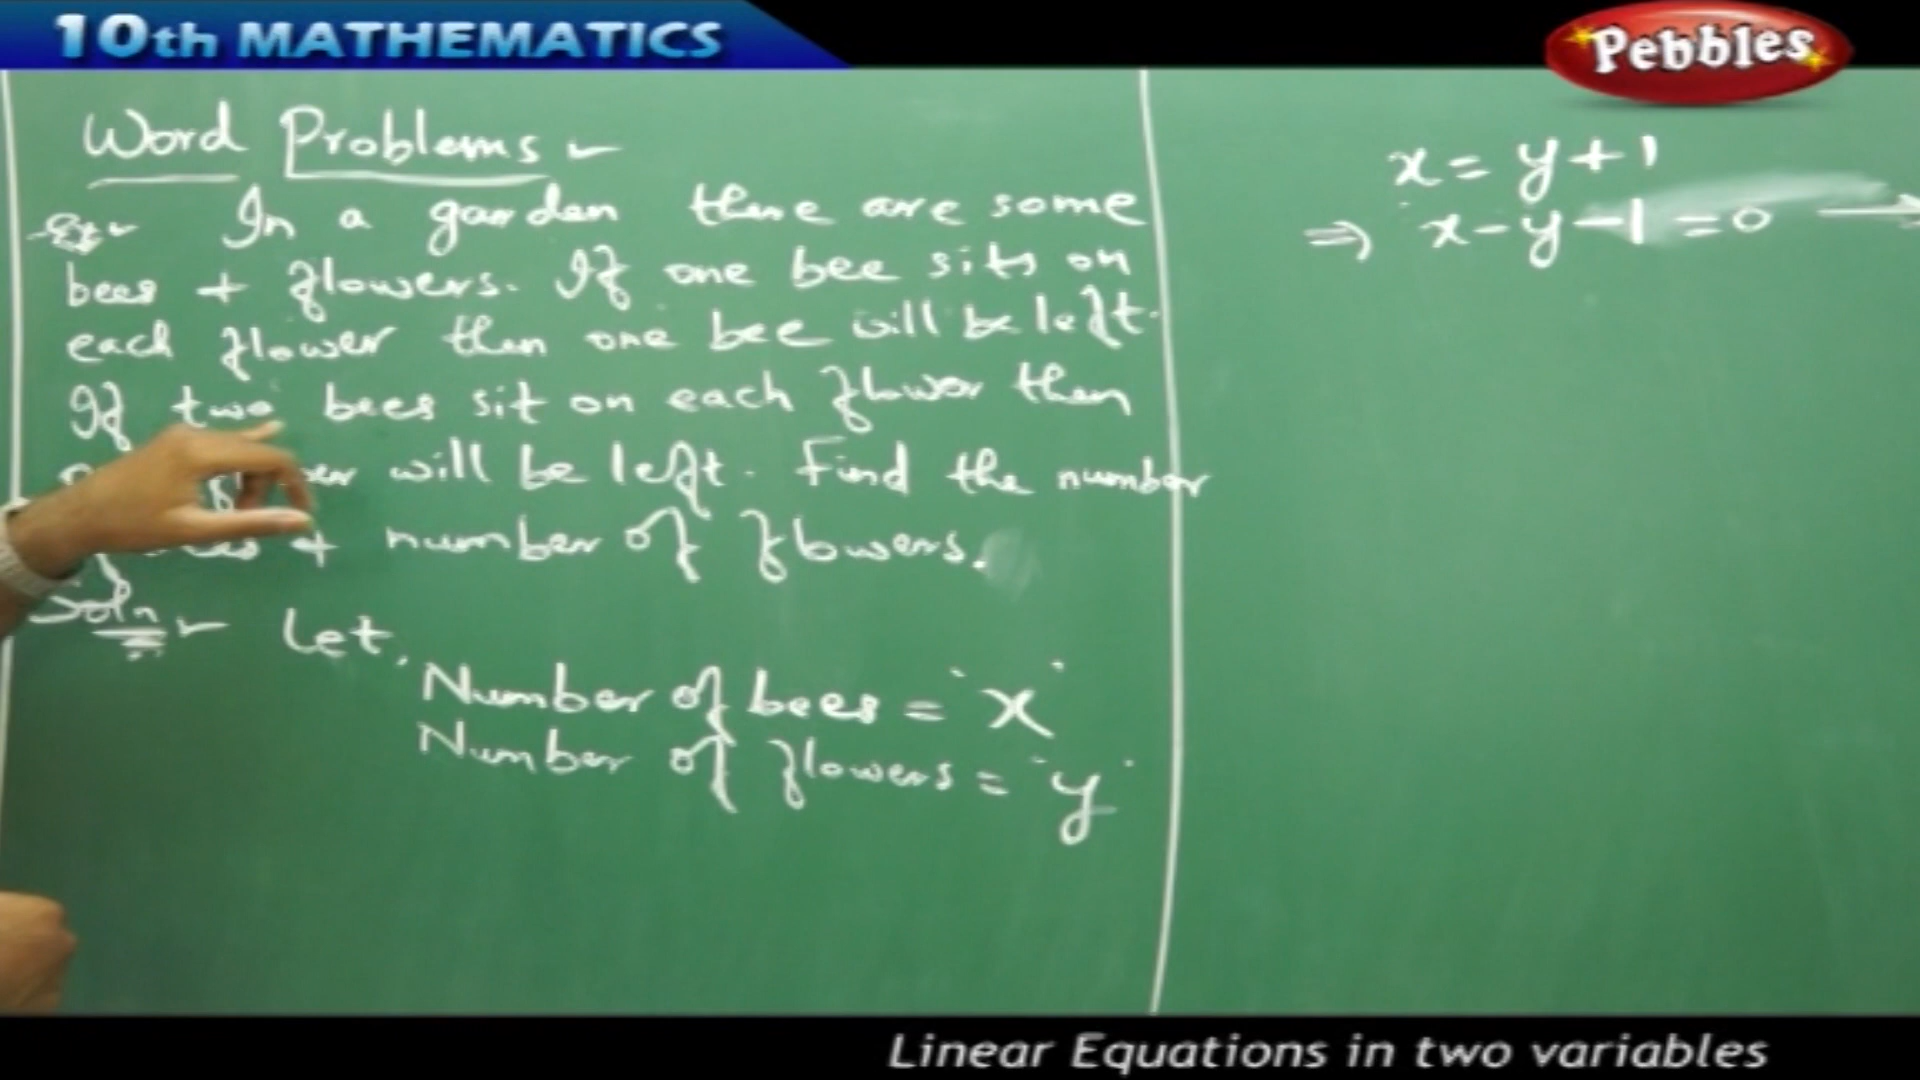 10th MATHEMATICS
Pebbles
Word Problems -
Ex- In a garden there are some
bees + flowers. If one bee sits on
each flower then one bee will be left.
If two bees sit on each flower then
will be left. Find the number
+ number of flowers.
Soln - Let,
Number of bees = "x"
Number of flowers = "y"
x = y + 1
⇒ x - y - 1 = 0 →
Linear Equations in two variables